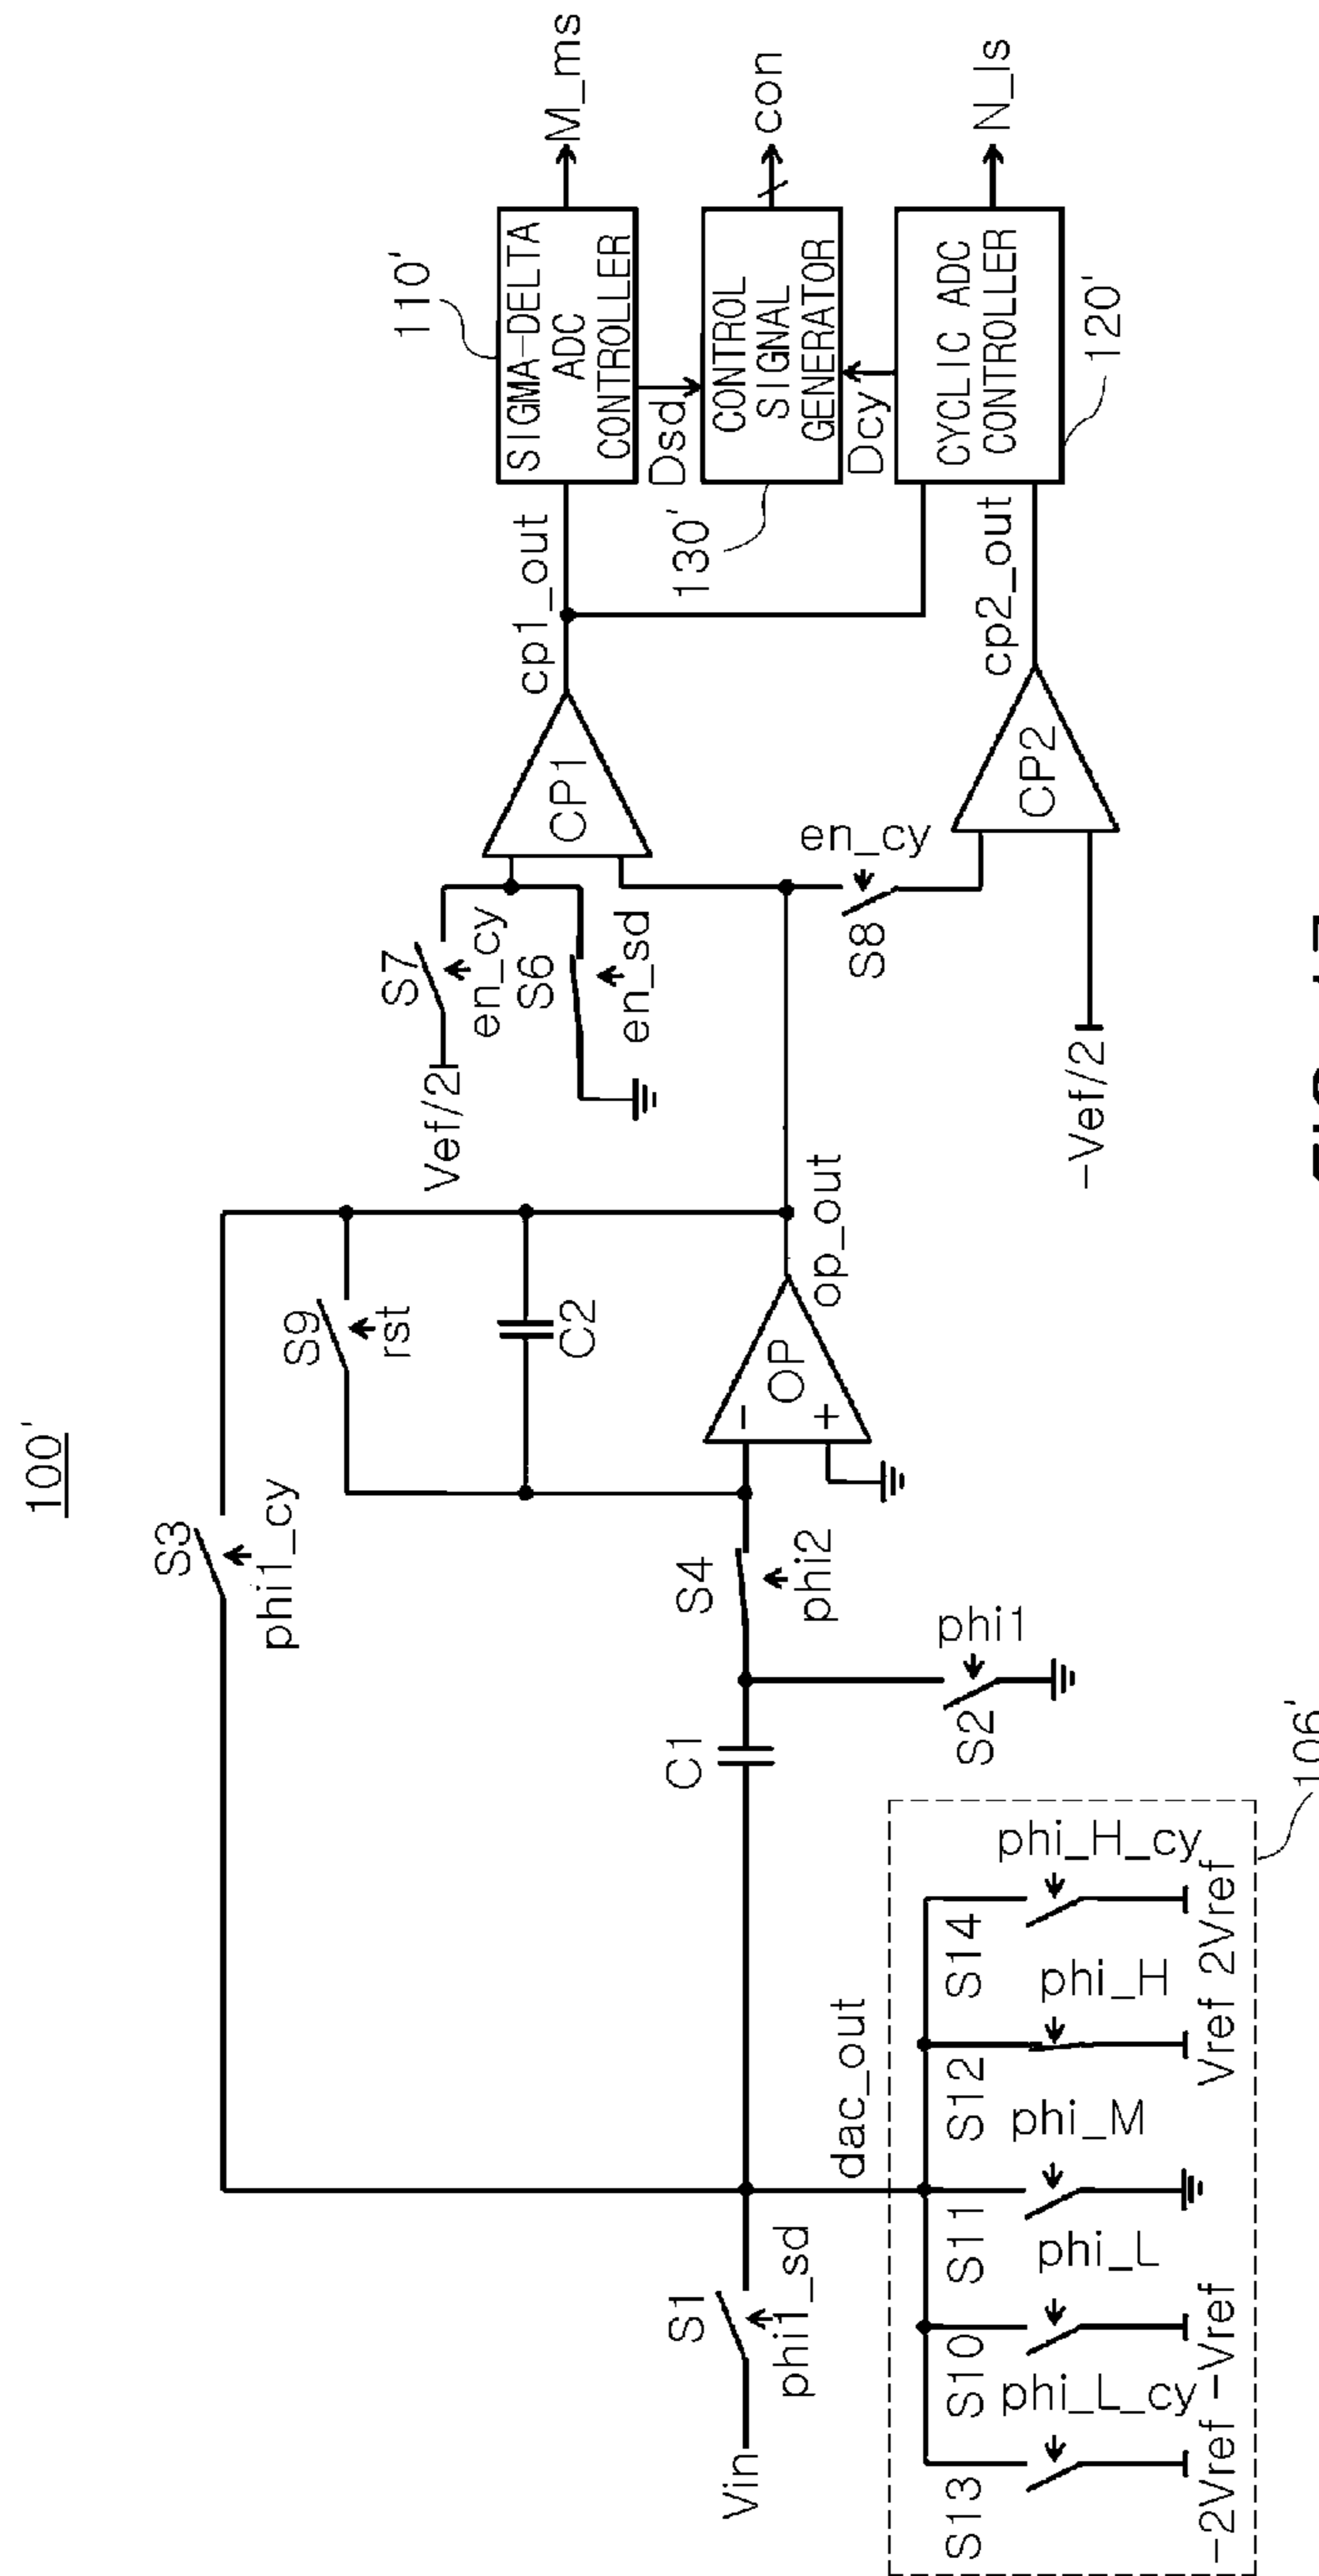 100'
S3
phi1_cy
S9
rst
C2
S7
en_cy
Vef/2
S6
en_sd
CP1
cp1_out
110'
SIGMA-DELTA
ADC
CONTROLLER
M_ms
Dsd
CONTROL
SIGNAL
GENERATOR
con
130'
Dcy
CYCLIC ADC
CONTROLLER
N_ls
120'
cp2_out
CP2
en_cy
S8
-Vef/2
op_out
OP
-
+
S4
phi2
C1
phi1
S2
S1
phi1_sd
Vin
dac_out
106'
S13
phi_L_cy
-2Vref
S10
phi_L
-Vref
S11
phi_M
S12
phi_H
Vref
S14
phi_H_cy
2Vref